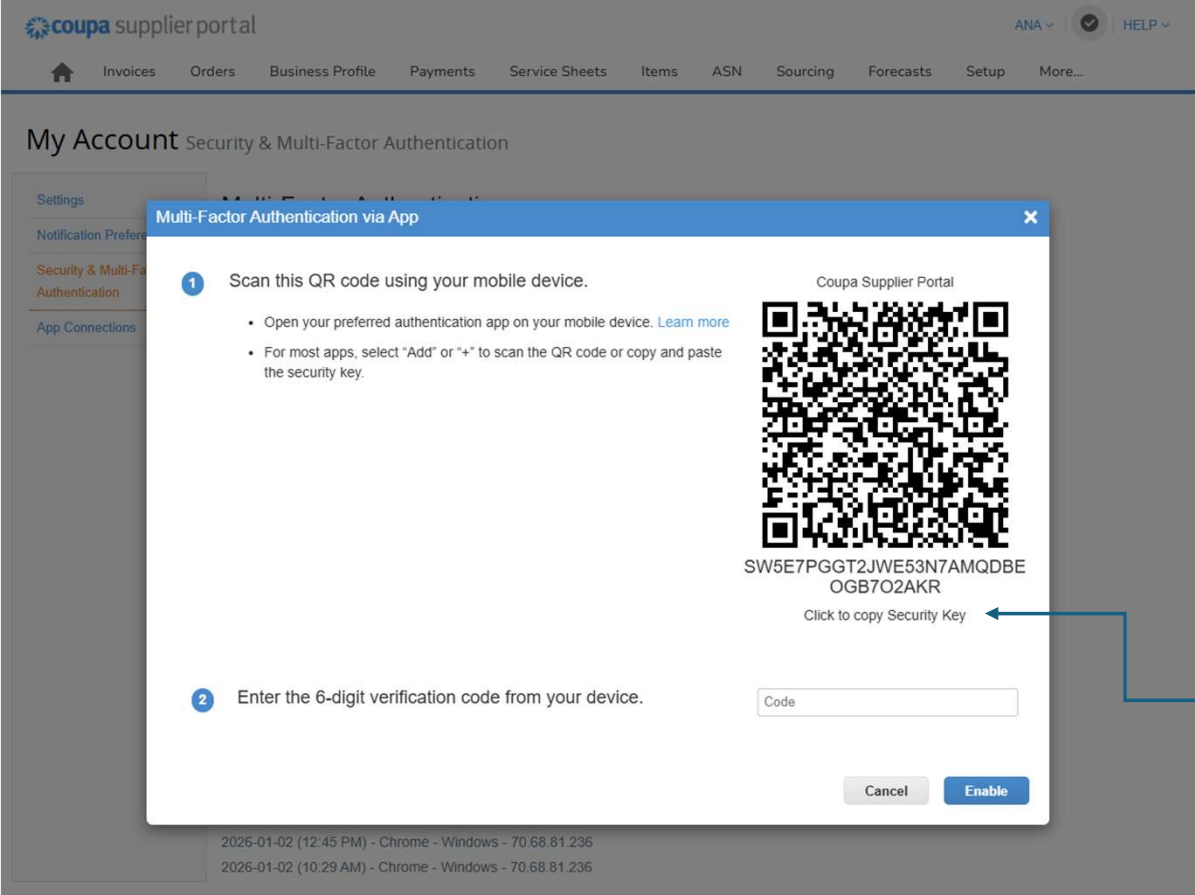 coupa supplier portal
ANA
HELP
Invoices
Orders
Business Profile
Payments
Service Sheets
Items
ASN
Sourcing
Forecasts
Setup
More...
My Account Security & Multi-Factor Authentication
Settings
Notification Prefere
Security & Multi-Fa
Authentication
App Connections
Multi-Factor Authentication via App
1
Scan this QR code using your mobile device.
• Open your preferred authentication app on your mobile device. Learn more
• For most apps, select “Add” or “+” to scan the QR code or copy and paste
the security key.
Coupa Supplier Portal
SW5E7PGGT2JWE53N7AMQDBE
OGB7O2AKR
Click to copy Security Key
2
Enter the 6-digit verification code from your device.
Code
Cancel
Enable
2026-01-02 (12:45 PM) - Chrome - Windows - 70.68.81.236
2026-01-02 (10:29 AM) - Chrome - Windows - 70.68.81.236